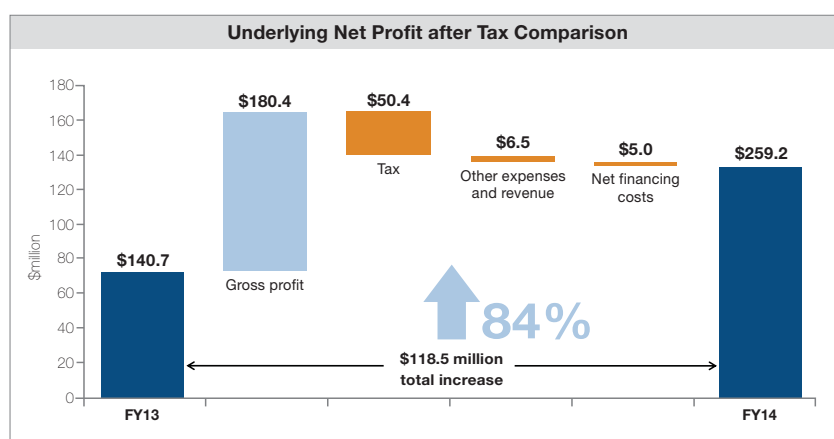 Underlying Net Profit after Tax Comparison
$million
180
160
140
120
100
80
60
40
20
0
$140.7
$180.4
Gross profit
$50.4
Tax
$6.5
Other expenses
and revenue
$5.0
Net financing
costs
$259.2
84%
$118.5 million
total increase
FY13
FY14